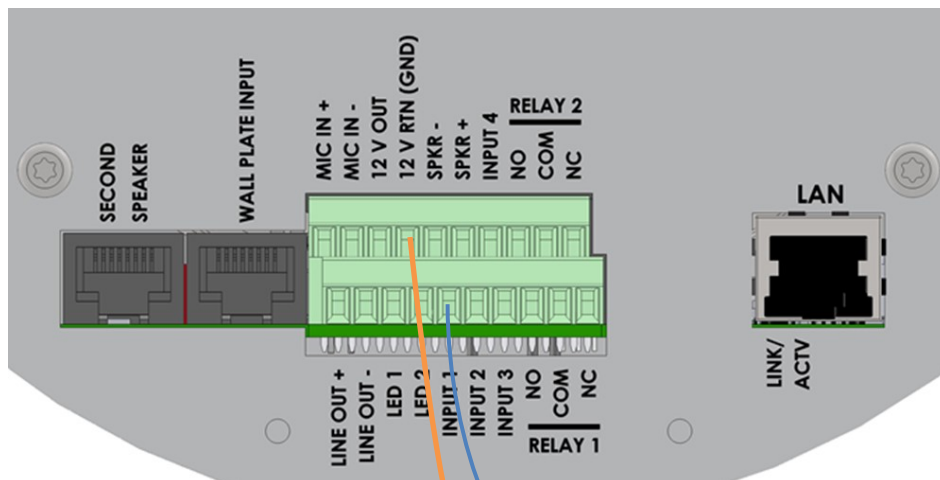 SECOND
SPEAKER
WALL PLATE INPUT
MIC IN +
MIC IN -
12 V OUT
12 V RTN (GND)
SPKR -
SPKR +
INPUT 4
RELAY 2
NO
COM
NC
LAN
LINK/
ACTV
LINE OUT +
LINE OUT -
LED 1
LED 2
INPUT 1
INPUT 2
INPUT 3
NO
COM
NC
RELAY 1